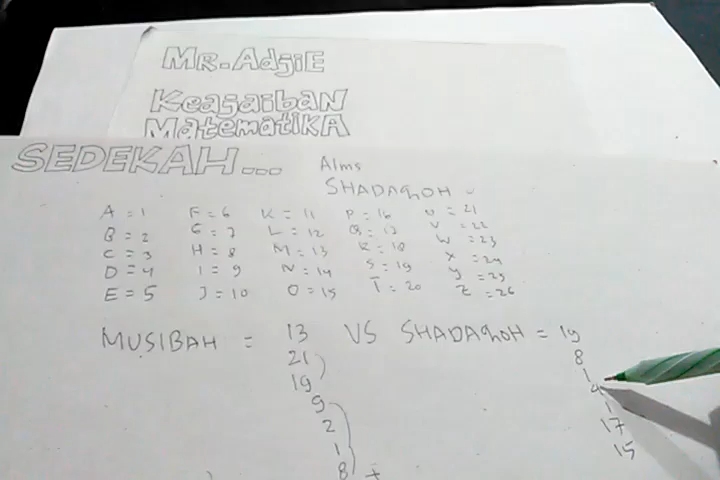 MR. AdjiE
Keajaiban
MatematiKA
SEDEKAH...
Alms
SHADAqOH =
A = 1 F = 6 K = 11 P = 16 U = 21
B = 2 G = 7 L = 12 Q = 17 V = 22
C = 3 H = 8 M = 13 R = 18 W = 23
D = 4 I = 9 N = 14 S = 19 X = 24
E = 5 J = 10 O = 15 T = 20 Y = 25
Z = 26
MUSIBAH = 13 VS SHADAqOH = 19
21 8
19 1
9 4
2 1
1 17
8 + 15